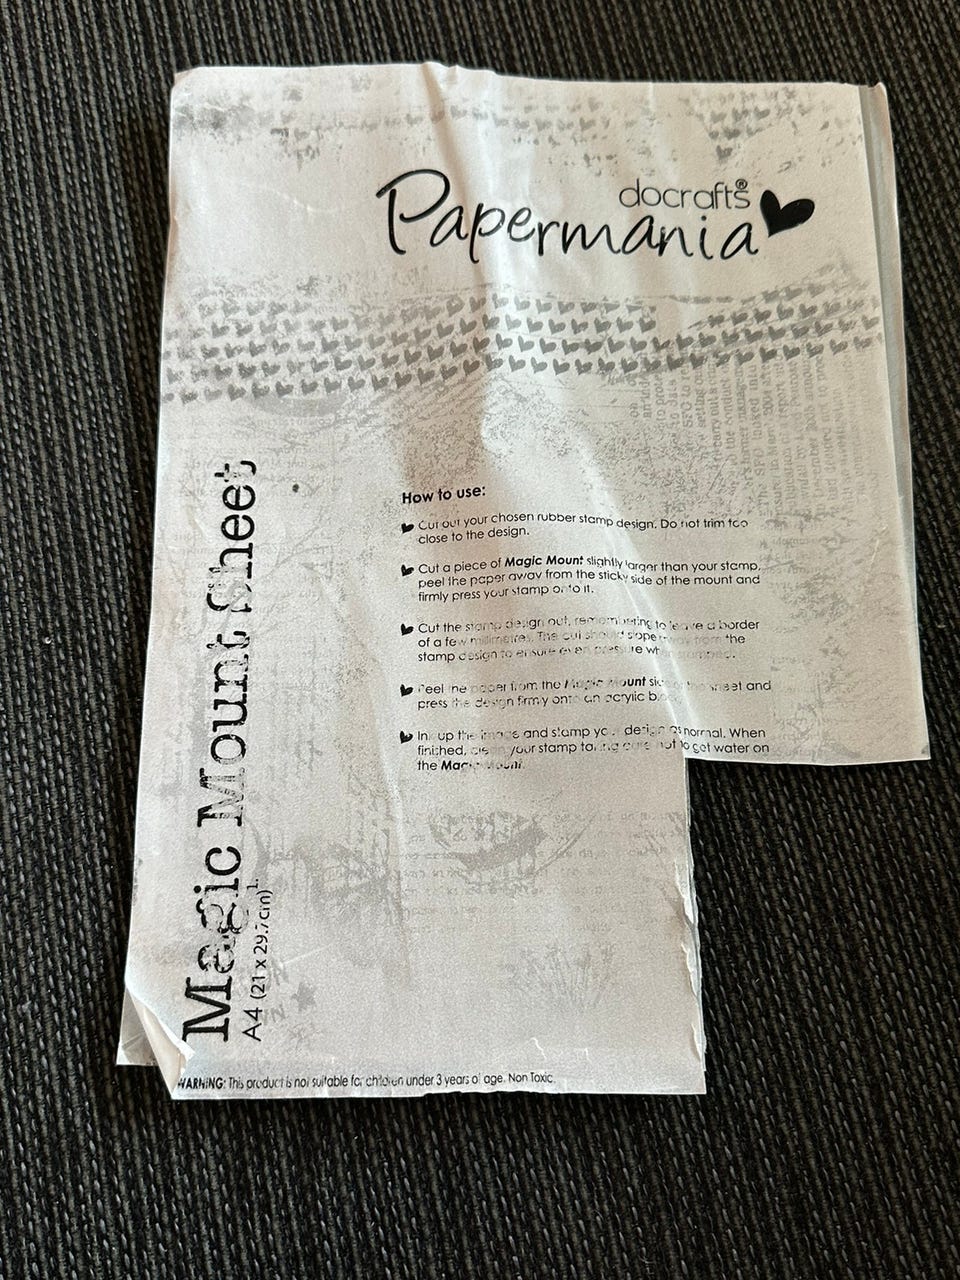 docrafts®
Papermania
How to use:
Cut out your chosen rubber stamp design. Do not trim too
close to the design.
Cut a piece of Magic Mount slightly larger than your stamp,
peel the paper away from the sticky side of the mount and
firmly press your stamp onto it.
Cut the stamp design out, remembering to leave a border
of a few millimetres. The cut should slope from the
stamp design to ensure even pressure when stamped.
Peel the paper from the Magic Mount side of the sheet and
press the design firmly onto an acrylic block.
Ink up the image and stamp your design as normal. When
finished, clean your stamp taking care not to get water on
the Magic Mount.
Magic Mount Sheet
A4 (21 x 29.7cm) 1.
WARNING: This product is not suitable for children under 3 years of age. Non Toxic.